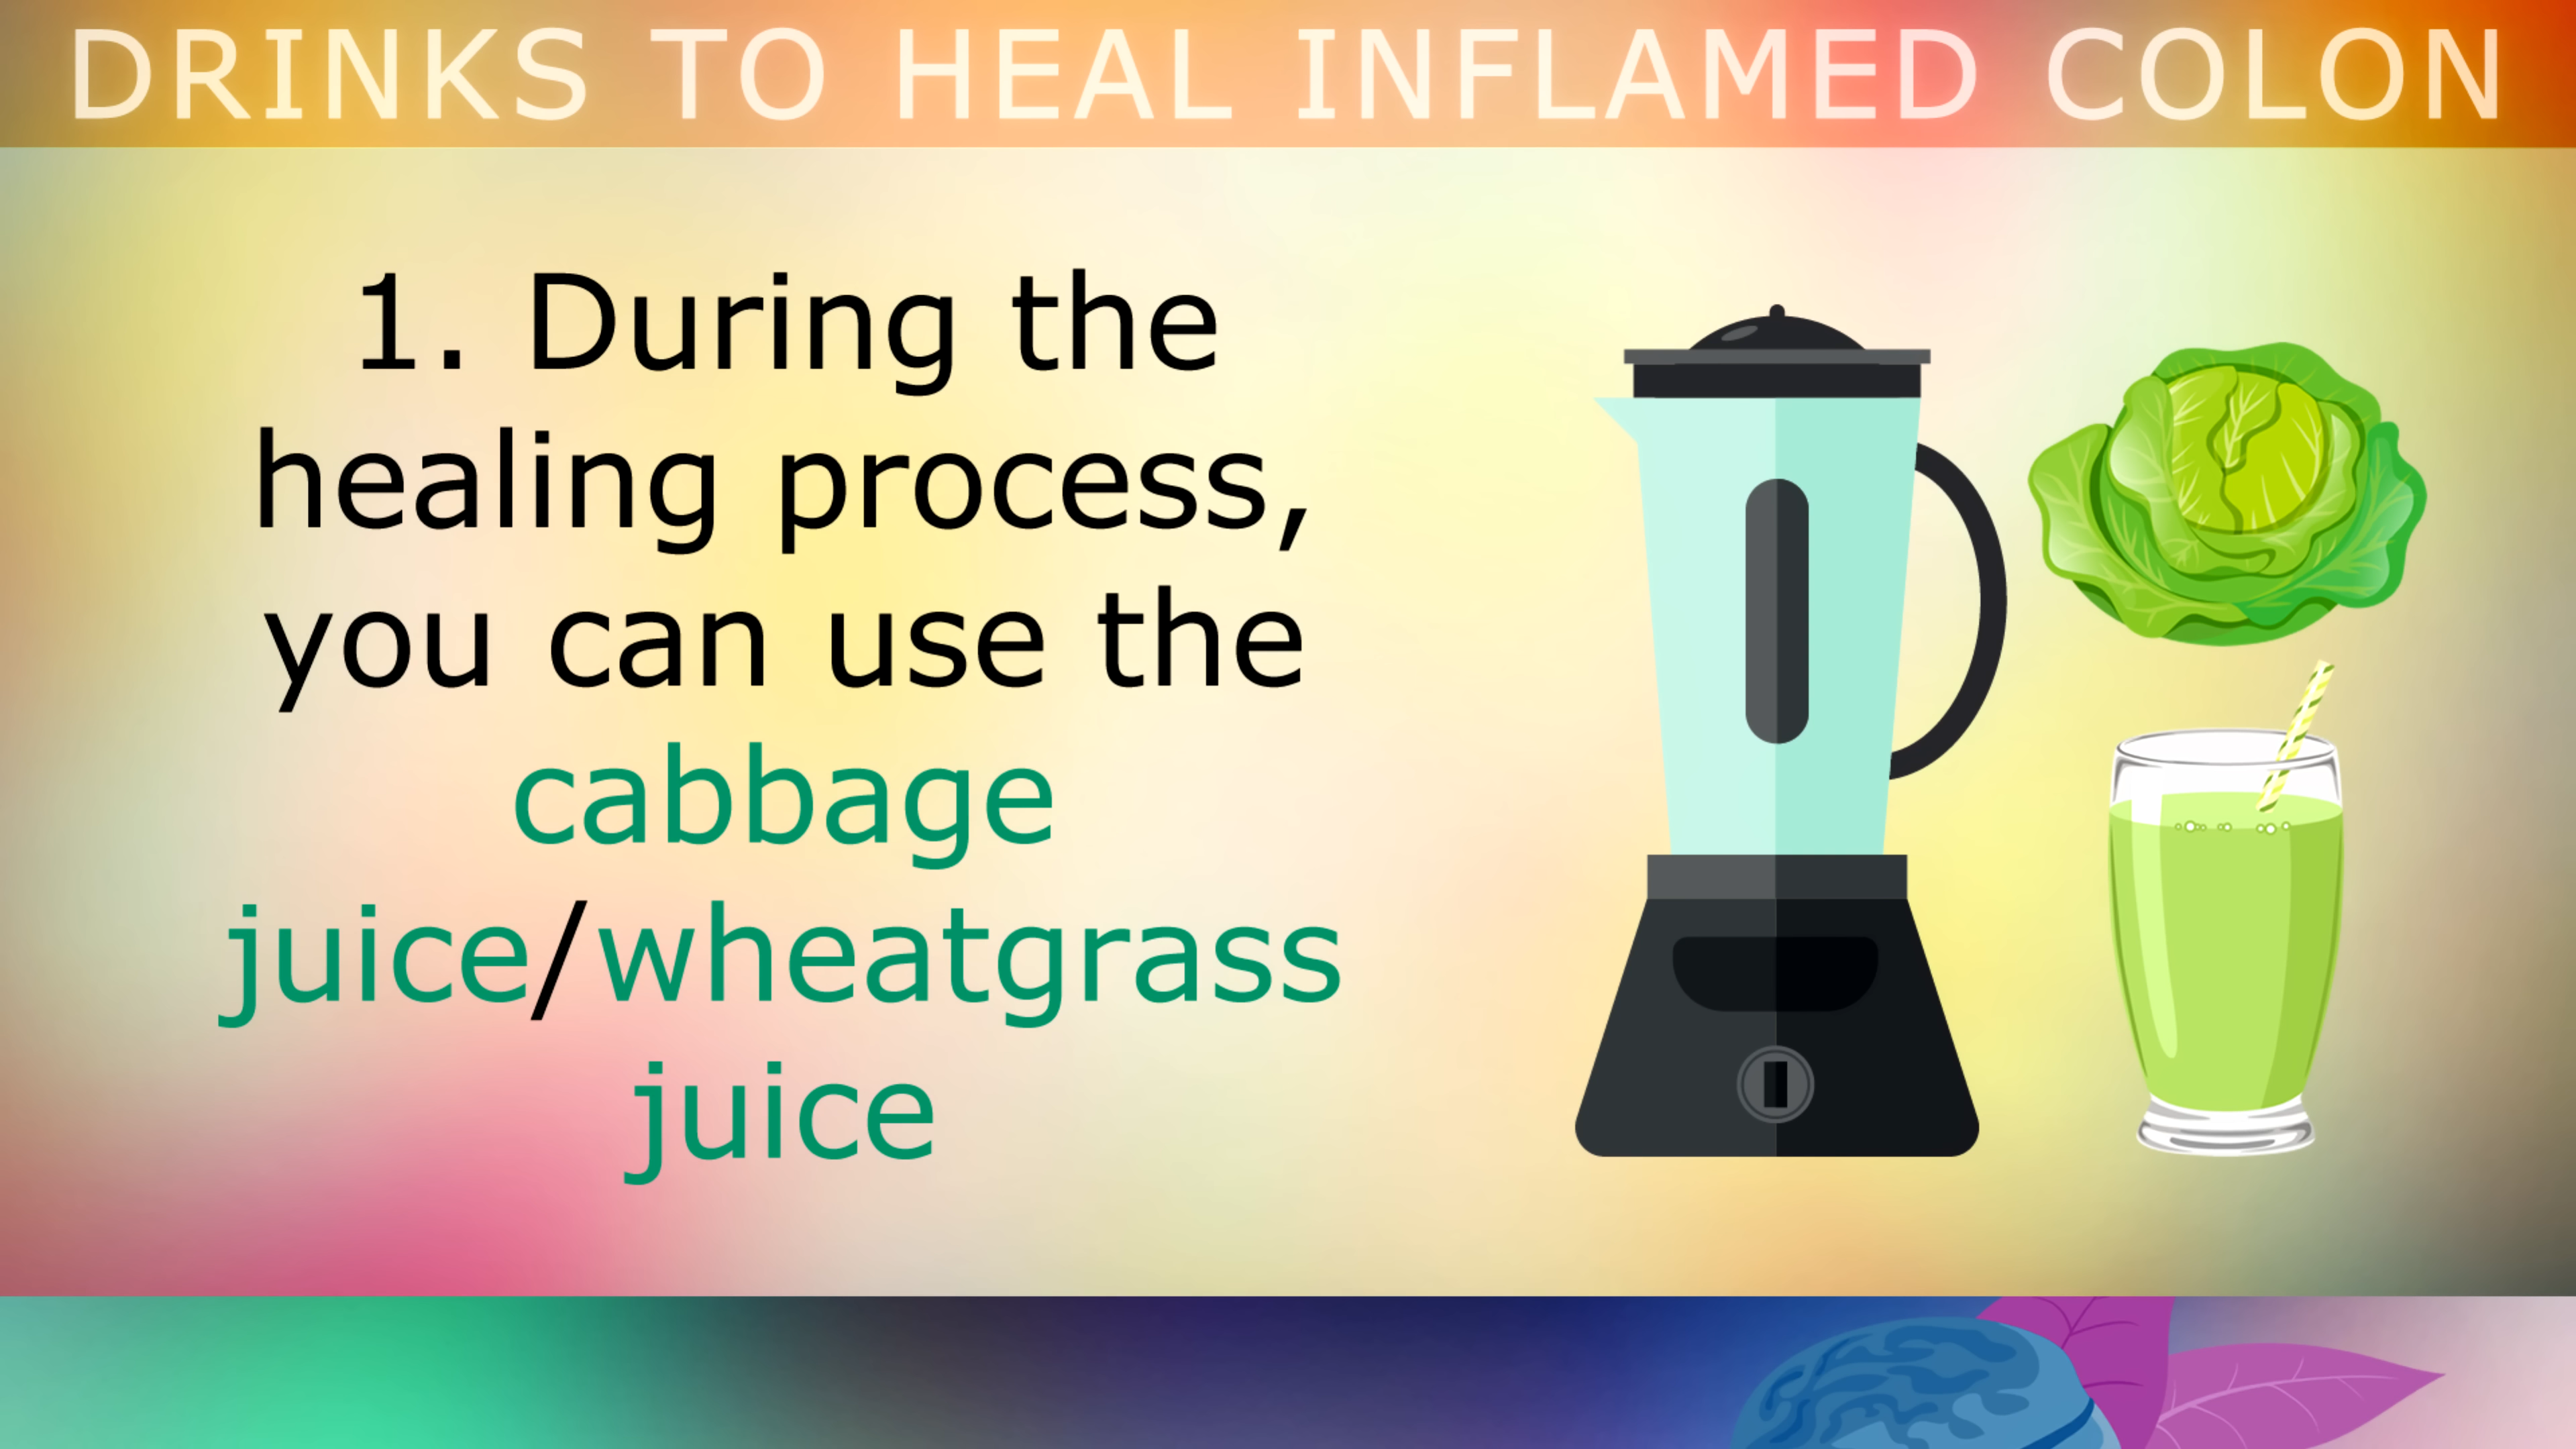 DRINKS TO HEAL INFLAMED COLON
1. During the
healing process,
you can use the
cabbage
juice/wheatgrass
juice